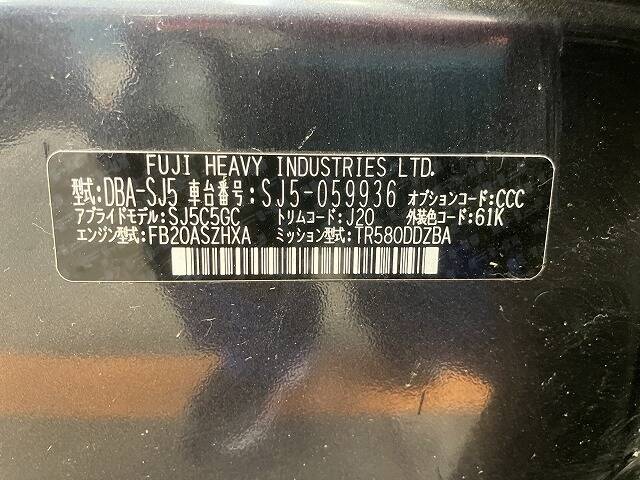 FUJI HEAVY INDUSTRIES LTD.
型式:DBA-SJ5 車台番号:SJ5-059936 オプションコード:CCC
アプライドモデル:SJ5C5GC トリムコード:J20 外装色コード:61K
エンジン型式:FB20ASZHXA ミッション型式:TR580DDZBA